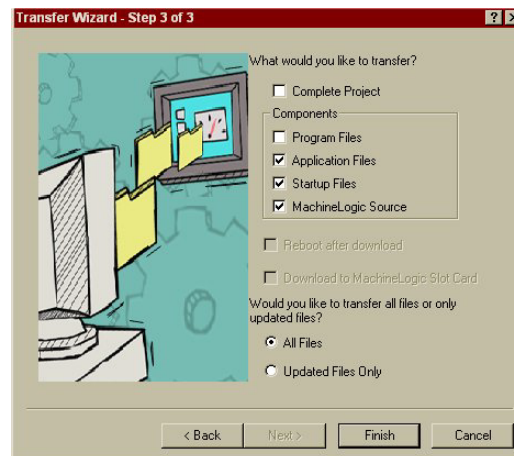 Transfer Wizard - Step 3 of 3
What would you like to transfer?
Complete Project
Components
Program Files
Application Files
Startup Files
MachineLogic Source
Reboot after download
Download to MachineLogic Slot Card
Would you like to transfer all files or only
updated files?
All Files
Updated Files Only
< Back
Next >
Finish
Cancel